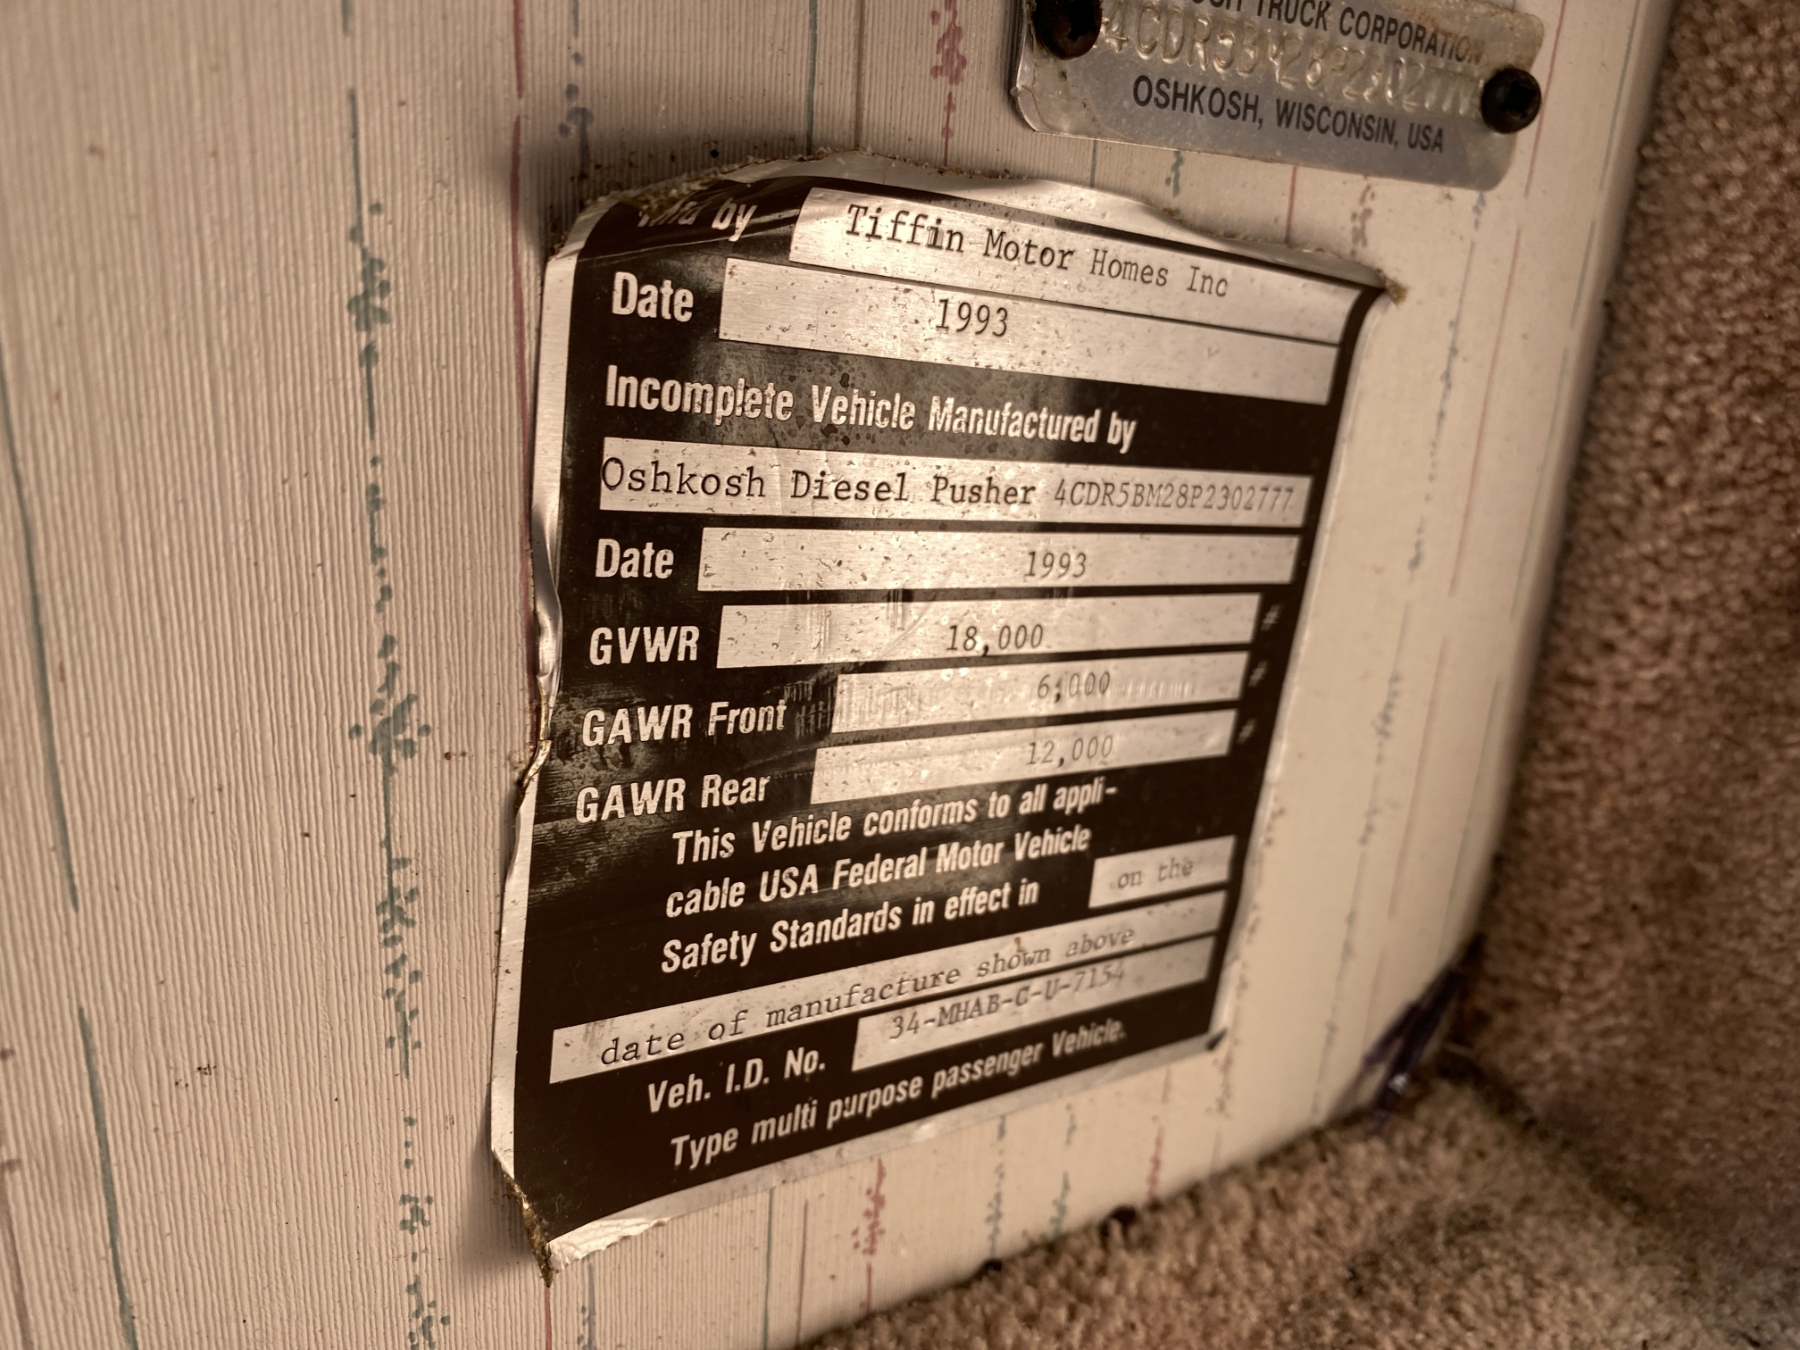 TRUCK CORPORATION
OSHKOSH, WISCONSIN, USA
by Tiffin Motor Homes Inc
Date 1993
Incomplete Vehicle Manufactured by
Oshkosh Diesel Pusher 4CDR5BM28P2302777
Date 1993
GVWR 18,000
GAWR Front 6,000
GAWR Rear 12,000
This Vehicle conforms to all appli-
cable USA Federal Motor Vehicle
Safety Standards in effect in on the
date of manufacture shown above
Veh. I.D. No. 34-MHAB-C-U-7154
Type multi purpose passenger Vehicle.